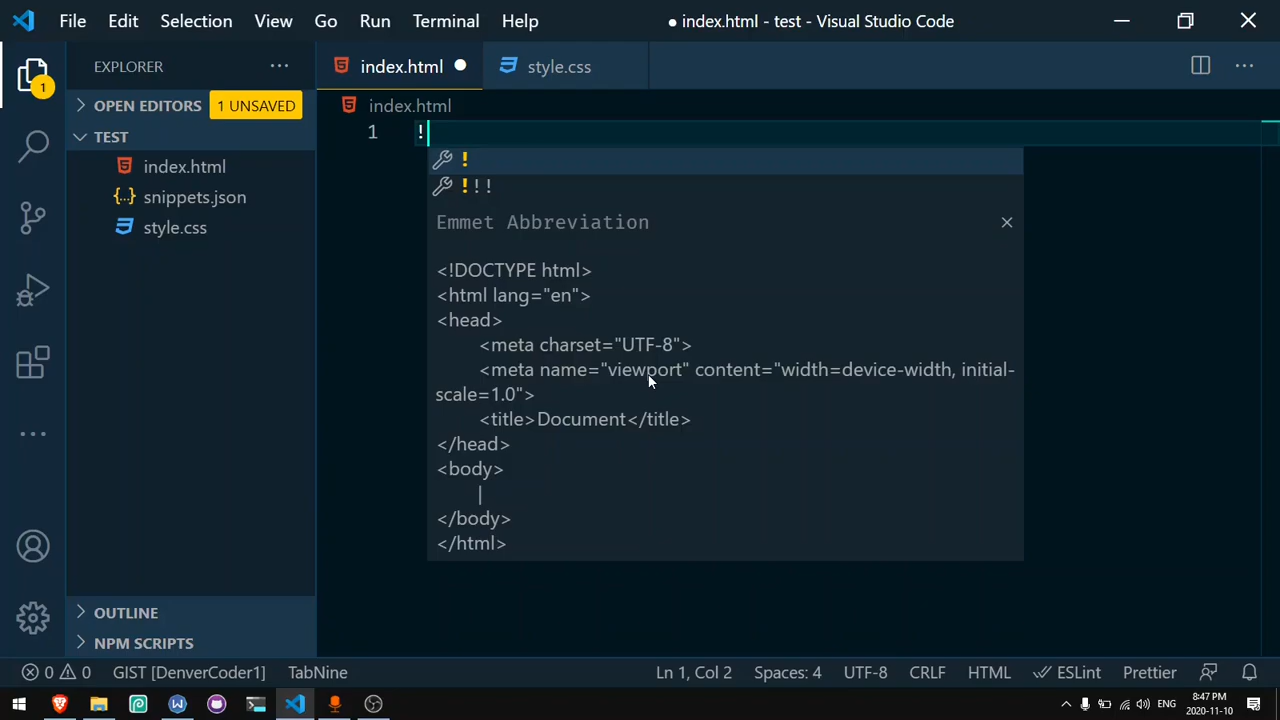 File Edit Selection View Go Run Terminal Help ● index.html - test - Visual Studio Code
EXPLORER ··· index.html ● style.css ···
1
OPEN EDITORS 1 UNSAVED
index.html
TEST
1 !
index.html
!
snippets.json
!!!
style.css
Emmet Abbreviation ×
<!DOCTYPE html>
<html lang="en">
<head>
<meta charset="UTF-8">
<meta name="viewport" content="width=device-width, initial-
scale=1.0">
<title>Document</title>
</head>
<body>
|
</body>
</html>
OUTLINE
NPM SCRIPTS
0 0 GIST [DenverCoder1] TabNine Ln 1, Col 2 Spaces: 4 UTF-8 CRLF HTML ESLint Prettier
ENG 8:47 PM
2020-11-10